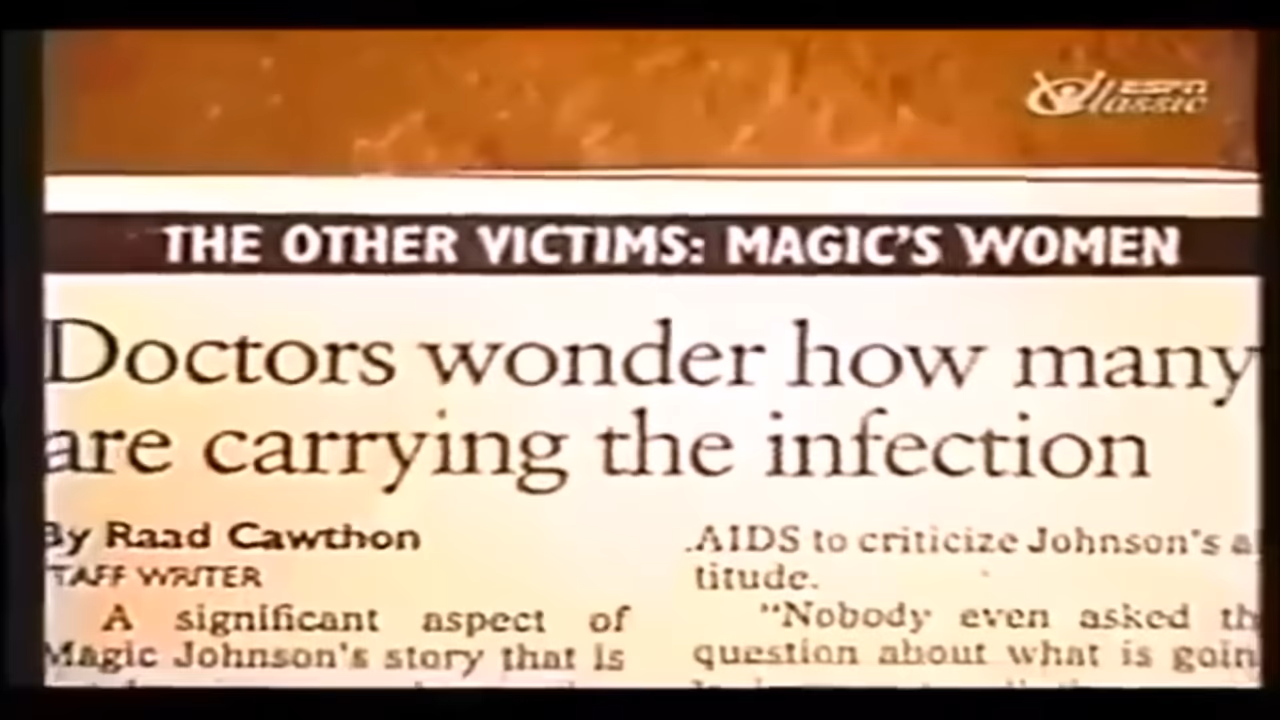 ESPN
Classic
THE OTHER VICTIMS: MAGIC'S WOMEN
Doctors wonder how many
are carrying the infection
By Raad Cawthon
TAFF WRITER
A significant aspect of
Magic Johnson's story that is
AIDS to criticize Johnson's a
titude.
"Nobody even asked th
question about what is goin